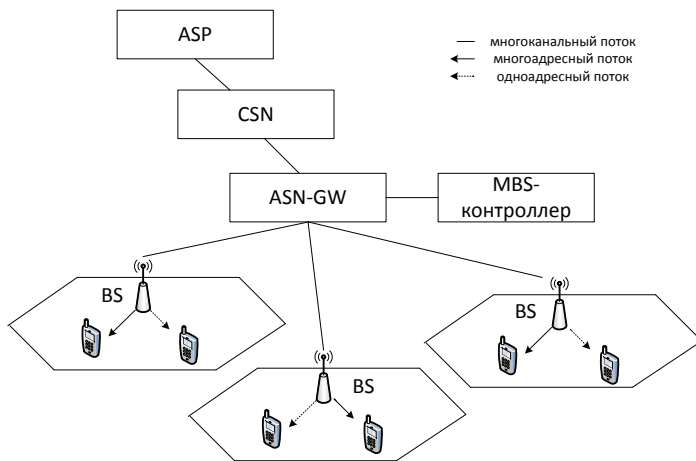 ASP
многоканальный поток
многоадресный поток
одноадресный поток
CSN
ASN-GW
MBS-
контроллер
BS
BS
BS